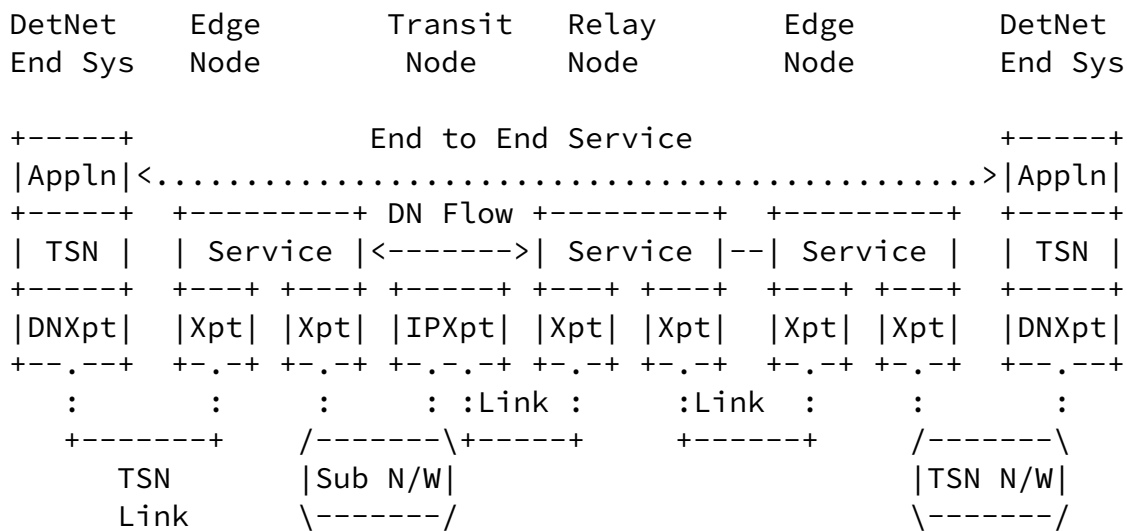 DetNet    Edge        Transit   Relay        Edge         DetNet
End Sys   Node         Node     Node         Node         End Sys

+-----+             End to End Service                 +-----+
|Appln|<..............................................>|Appln|
+-----+  +---------+ DN Flow +---------+  +---------+  +-----+
| TSN |  | Service |<------->| Service |--| Service |  | TSN |
+-----+  +---+ +---+ +-----+ +---+ +---+  +---+ +---+  +-----+
|DNXpt|  |Xpt| |Xpt| |IPXpt| |Xpt| |Xpt|  |Xpt| |Xpt|  |DNXpt|
+--.--+  +-.-+ +-.-+ +-.-.-+ +-.-+ +-.-+  +-.-+ +-.-+  +--.--+
   :       :     :     : :Link :     :Link  :     :       :
   +-------+    /-------\+-----+     +------+     /-------\
      TSN       |Sub N/W|                         |TSN N/W|
      Link      \-------/                         \-------/